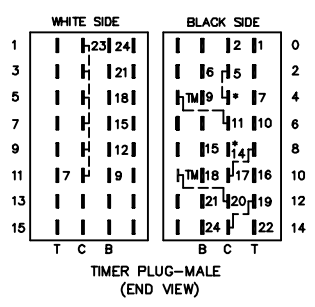 WHITE SIDE BLACK SIDE
1 23 24 2 1 0
3 21 6 5 2
5 18 TM 9 * 7 4
7 15 11 10 6
9 12 15 * 14 8
11 7 9 TM 18 17 16 10
13 21 20 19 12
15 24 22 14
T C B B C T
TIMER PLUG-MALE
(END VIEW)